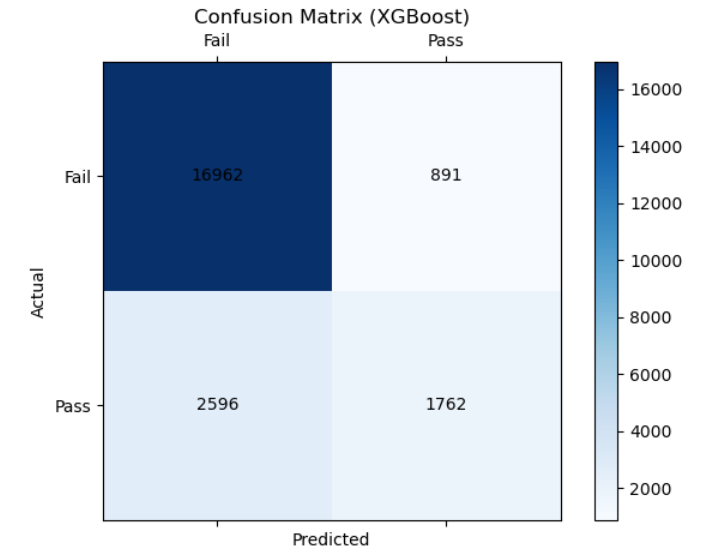 Confusion Matrix (XGBoost)
Fail Pass
Fail 16962 891
Pass 2596 1762
Actual
Predicted
16000
14000
12000
10000
8000
6000
4000
2000